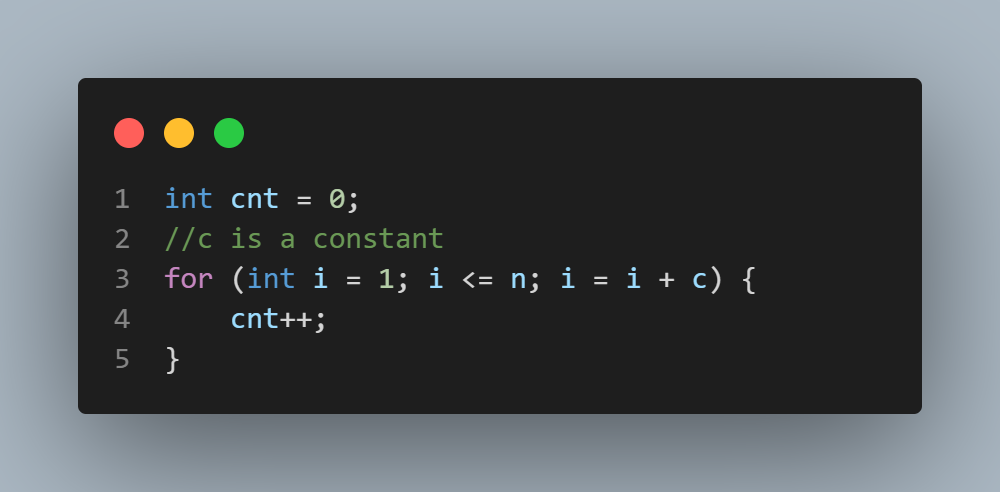 1 int cnt = 0;
2 //c is a constant
3 for (int i = 1; i <= n; i = i + c) {
4     cnt++;
5 }